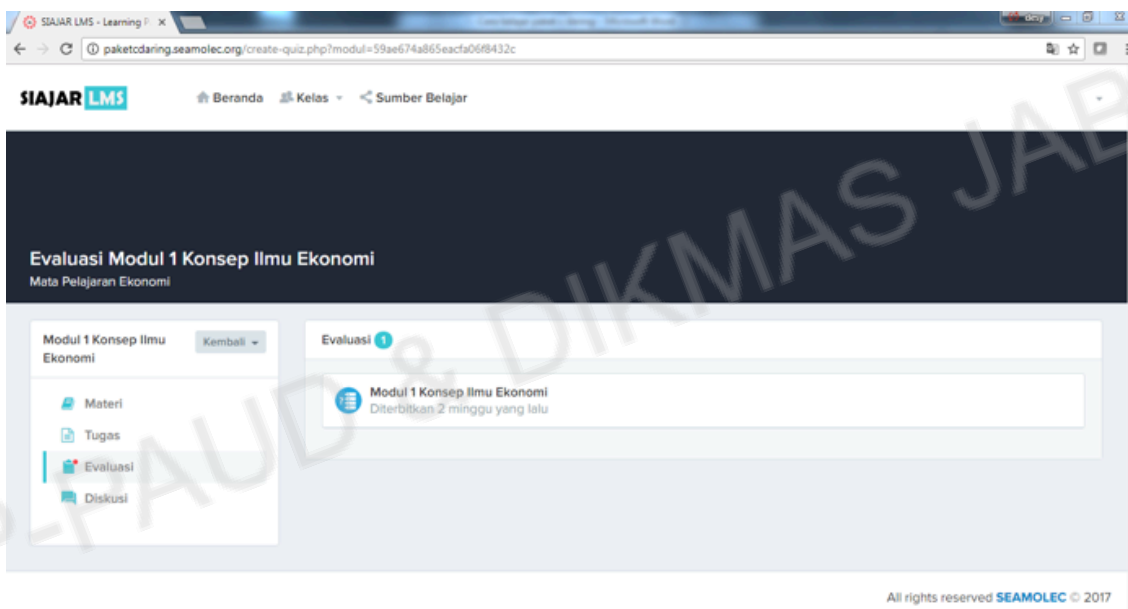 SIAJAR LMS - Learning P
desy
paketcdaring.seamolec.org/create-quiz.php?modul=59ae674a865eacfa06f8432c
SIAJAR LMS
Beranda
Kelas
Sumber Belajar
Evaluasi Modul 1 Konsep Ilmu Ekonomi
Mata Pelajaran Ekonomi
Modul 1 Konsep Ilmu
Ekonomi
Kembali
Materi
Tugas
Evaluasi
Diskusi
Evaluasi 1
Modul 1 Konsep Ilmu Ekonomi
Diterbitkan 2 minggu yang lalu
P-PAUD & DIKMAS JAB
All rights reserved SEAMOLEC © 2017